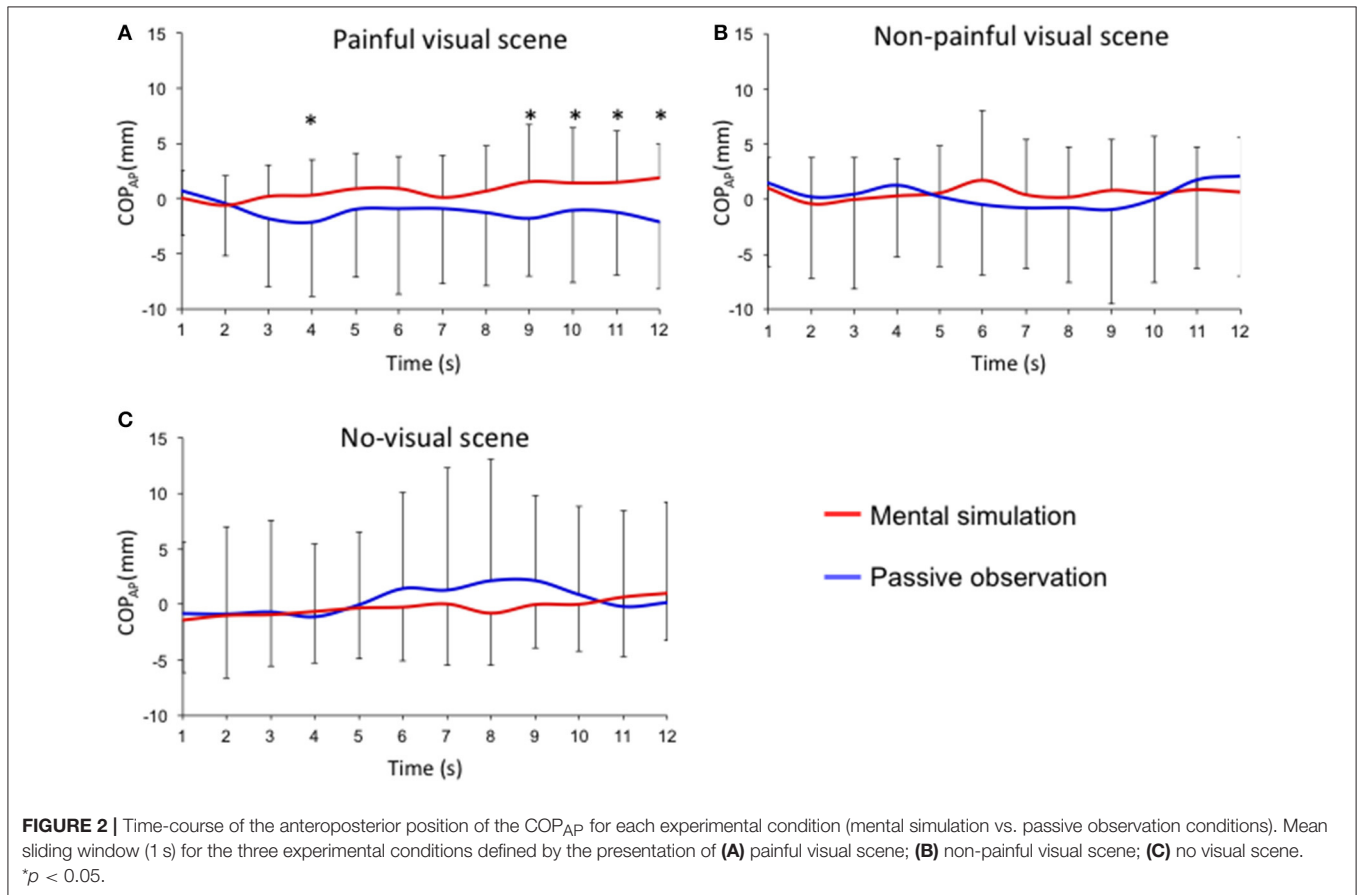 A
Painful visual scene
15
10
5
0
-5
-10
COPAP (mm)
* * * * *
1 2 3 4 5 6 7 8 9 10 11 12
Time (s)
B
Non-painful visual scene
15
10
5
0
-5
-10
COPAP (mm)
1 2 3 4 5 6 7 8 9 10 11 12
Time (s)
C
No-visual scene
15
10
5
0
-5
-10
COPAP (mm)
1 2 3 4 5 6 7 8 9 10 11 12
Time (s)
Mental simulation
Passive observation
FIGURE 2 | Time-course of the anteroposterior position of the COPAP for each experimental condition (mental simulation vs. passive observation conditions). Mean
sliding window (1 s) for the three experimental conditions defined by the presentation of (A) painful visual scene; (B) non-painful visual scene; (C) no visual scene.
*p < 0.05.